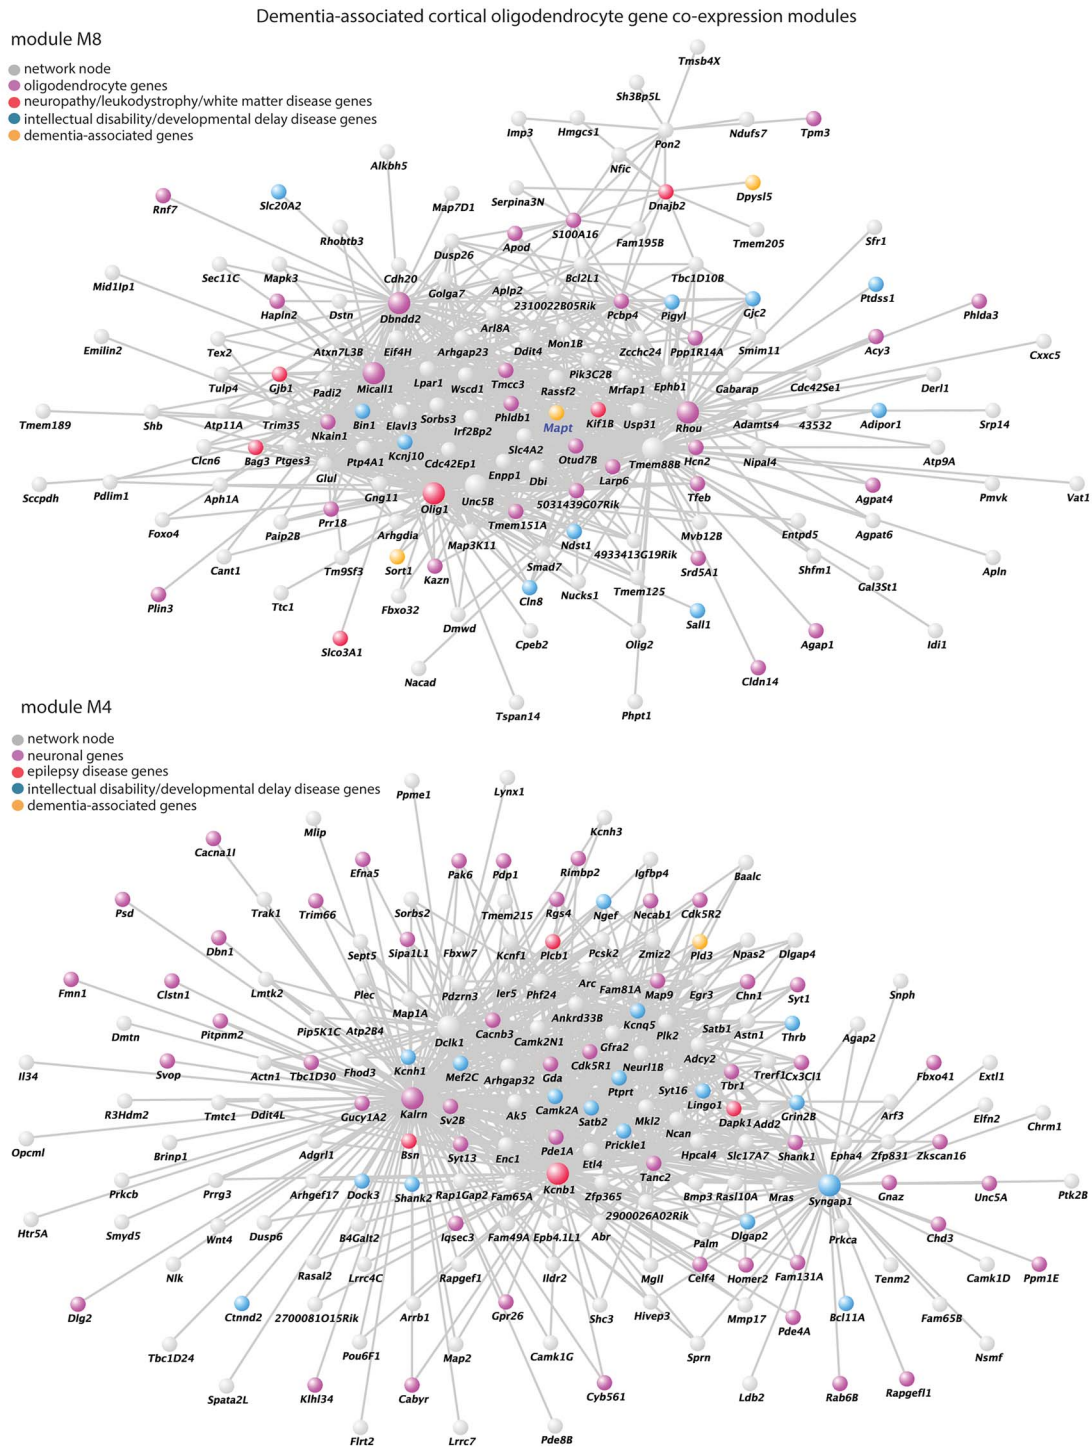 Dementia-associated cortical oligodendrocyte gene co-expression modules
module M8
network node
oligodendrocyte genes
neuropathy/leukodystrophy/white matter disease genes
intellectual disability/developmental delay disease genes
dementia-associated genes
Tmsb4X
Sh3Bp5L
Imp3 Hmgcs1 Pon2 Ndufs7 Tpm3
Alkbh5 Nfic
Rnf7 Slc20A2 Map7D1 Serpina3N Dnajb2 Dpysl5
Rhobtb3 Dusp26 Apod S100A16 Fam195B Tmem205 Sfr1
Mid1Ip1 Sec11C Mapk3 Cdh20 Golga7 Aplp2 Bcl2L1 Tbc1D10B Ptdss1
Hapln2 Dstn Dbndd2 2310022B05Rik Pcbp4 Pigyl Gjc2 Phlda3
Emilin2 Tex2 Atxn7L3B Eif4H Arhgap23 Arl8A Ddit4 Mon1B Zcchc24 Ppp1R14A Smim11 Acy3 Cxxc5
Tulp4 Gjb1 Padi2 Micall1 Lpar1 Wscd1 Tmcc3 Rassf2 Pik3C2B Mrfap1 Ephb1 Gabarap Cdc42Se1 Derl1
Tmem189 Shb Atp11A Trim35 Nkain1 Bin1 Elavl3 Sorbs3 Irf2Bp2 Phldb1 Mapt Kif1B Usp31 Rhou Adamts4 43532 Adipor1 Srp14
Clcn6 Bag3 Ptges3 Ptp4A1 Kcnj10 Cdc42Ep1 Slc4A2 Otud7B Tmem88B Hcn2 Nipal4 Atp9A
Sccpdh Pdlim1 Aph1A Glul Gng11 Olig1 Unc5B Enpp1 Dbi Larp6 5031439G07Rik Tfeb Agpat4 Pmvk Vat1
Foxo4 Paip2B Prr18 Arhgdia Map3K11 Tmem151A Ndst1 4933413G19Rik Mvb12B Entpd5 Agpat6
Cant1 Tm9Sf3 Sort1 Kazn Smad7 Srd5A1 Shfm1 Gal3St1 Apln
Plin3 Ttc1 Fbxo32 Cln8 Nucks1 Tmem125
Slco3A1 Dmwd Cpeb2 Olig2 Sall1 Agap1 Idi1
Nacad Cldn14
Tspan14 Phpt1
module M4
network node
neuronal genes
epilepsy disease genes
intellectual disability/developmental delay disease genes
dementia-associated genes
Ppme1 Lynx1
Mlip Kcnh3
Cacna1I Efna5 Pak6 Pdp1 Rimbp2 Igfbp4 Baalc
Psd Trak1 Trim66 Sorbs2 Tmem215 Rgs4 Ngef Necab1 Cdk5R2
Dbn1 Sept5 Sipa1L1 Fbxw7 Kcnf1 Plcb1 Pcsk2 Zmiz2 Pld3 Npas2 Dlgap4
Fmn1 Clstn1 Lmtk2 Plec Pdzrn3 Ier5 Phf24 Arc Fam81A Map9 Egr3 Chn1 Syt1 Snph
Dmtn Pitpnm2 Pip5K1C Atp2B4 Map1A Dclk1 Cacnb3 Camk2N1 Ankrd33B Kcnq5 Plk2 Satb1 Astn1 Thrb Agap2
Il34 Svop Actn1 Tbc1D30 Fhod3 Kcnh1 Mef2C Arhgap32 Gda Cdk5R1 Gfra2 Neurl1B Adcy2 Tbr1 Trerf1 Cx3Cl1 Fbxo41 Extl1
R3Hdm2 Tmtc1 Ddit4L Gucy1A2 Kalrn Sv2B Ak5 Camk2A Satb2 Ptprt Syt16 Mkl2 Lingo1 Dapk1 Add2 Grin2B Arf3 Elfn2 Chrm1
Opcml Brinp1 Adgrl1 Bsn Syt13 Enc1 Pde1A Etl4 Prickle1 Tanc2 Ncan Hpcal4 Slc17A7 Shank1 Epha4 Zfp831 Zkscan16
Prkcb Prrg3 Arhgef17 Dock3 Shank2 Rap1Gap2 Fam65A Kcnb1 Zfp365 Bmp3 Rasl10A Mras Syngap1 Gnaz Unc5A Ptk2B
Htr5A Smyd5 Wnt4 Dusp6 B4Galt2 Iqsec3 Fam49A Epb4.1L1 Abr 2900026A02Rik Palm Dlgap2 Prkca Chd3
Nlk Rasal2 Lrrc4C Rapgef1 Ildr2 Mgll Celf4 Homer2 Fam131A Tenm2 Camk1D Ppm1E
Dlg2 Ctnnd2 2700081O15Rik Arrb1 Gpr26 Shc3 Hivep3 Mmp17 Pde4A Bcl11A Fam65B
Tbc1D24 Pou6F1 Map2 Camk1G Sprn Nsmf
Spata2L Klhl34 Cabyr Cyb561 Ldb2 Rab6B Rapgefl1
Flrt2 Lrrc7 Pde8B